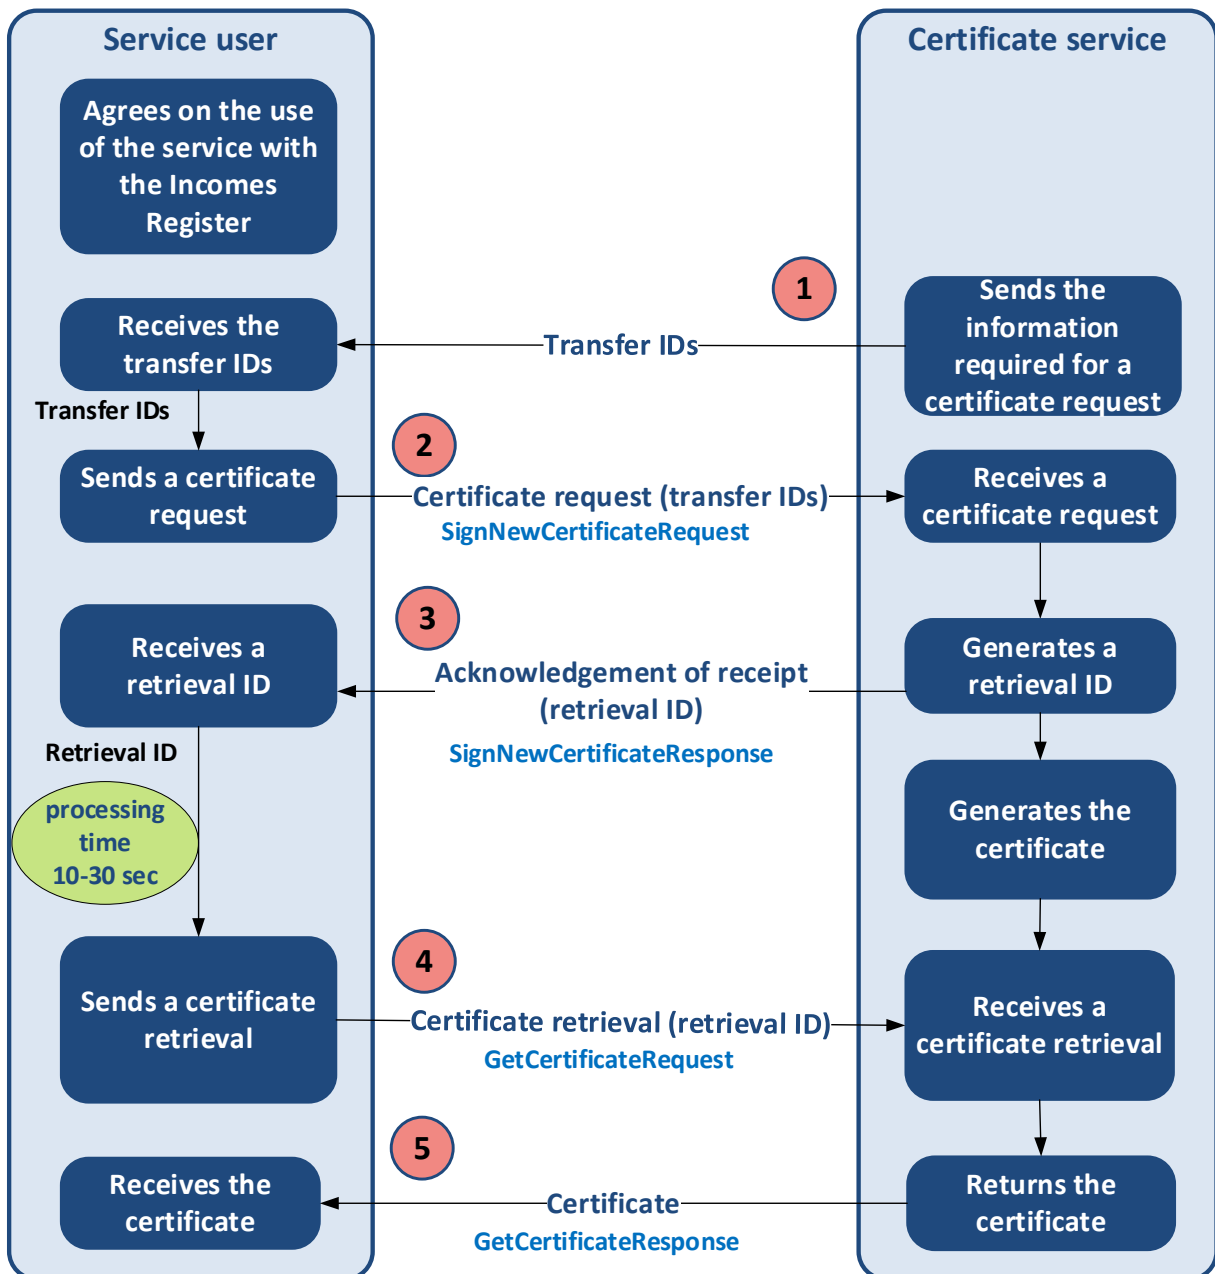 Service user
Certificate service
Agrees on the use
of the service with
the Incomes
Register
1
Sends the
information
required for a
certificate request
Transfer IDs
Receives the
transfer IDs
Transfer IDs
2
Sends a certificate
request
Certificate request (transfer IDs)
SignNewCertificateRequest
Receives a
certificate request
3
Generates a
retrieval ID
Acknowledgement of receipt
(retrieval ID)
SignNewCertificateResponse
Receives a
retrieval ID
Retrieval ID
processing
time
10-30 sec
Generates the
certificate
4
Sends a certificate
retrieval
Certificate retrieval (retrieval ID)
GetCertificateRequest
Receives a
certificate retrieval
5
Returns the
certificate
Certificate
GetCertificateResponse
Receives the
certificate